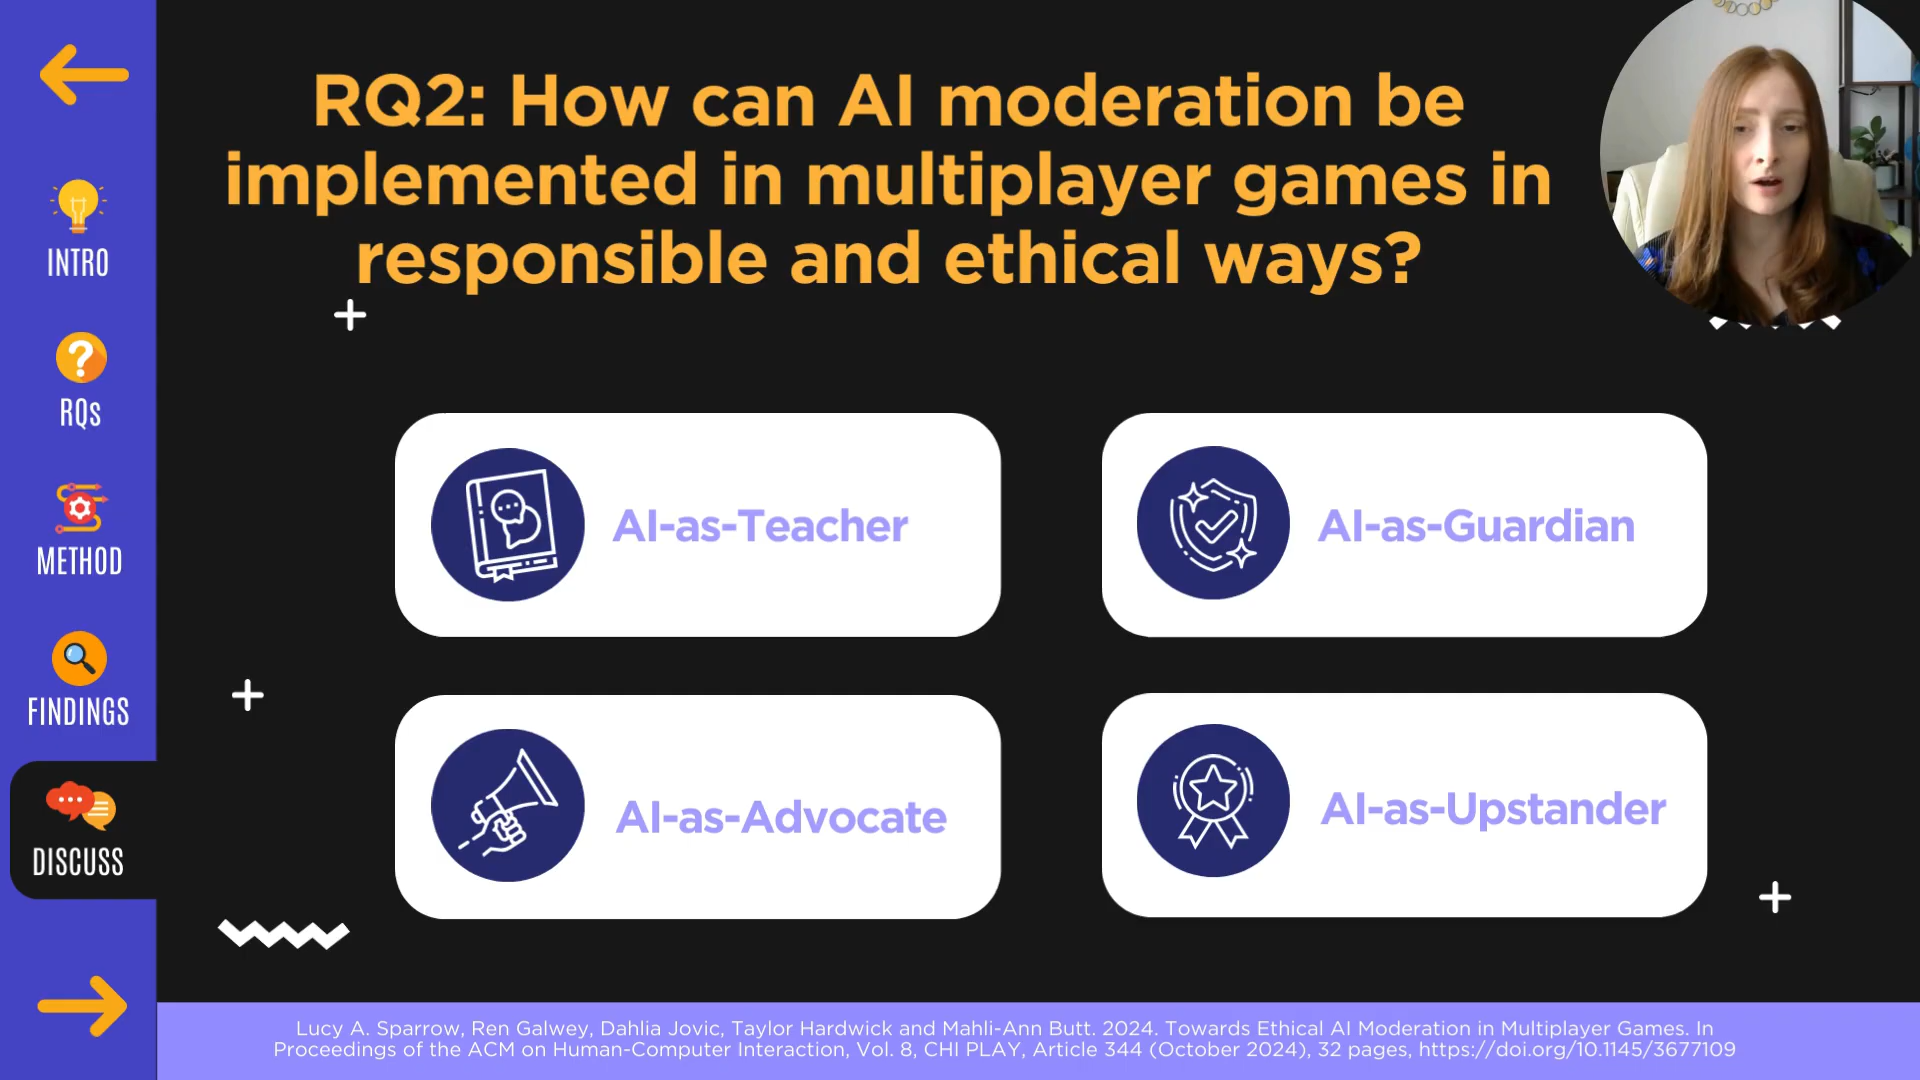 RQ2: How can AI moderation be
implemented in multiplayer games in
responsible and ethical ways?
INTRO
RQs
METHOD
FINDINGS
DISCUSS
AI-as-Teacher
AI-as-Guardian
AI-as-Advocate
AI-as-Upstander
Lucy A. Sparrow, Ren Galwey, Dahlia Jovic, Taylor Hardwick and Mahli-Ann Butt. 2024. Towards Ethical AI Moderation in Multiplayer Games. In
Proceedings of the ACM on Human-Computer Interaction, Vol. 8, CHI PLAY, Article 344 (October 2024), 32 pages, https://doi.org/10.1145/3677109